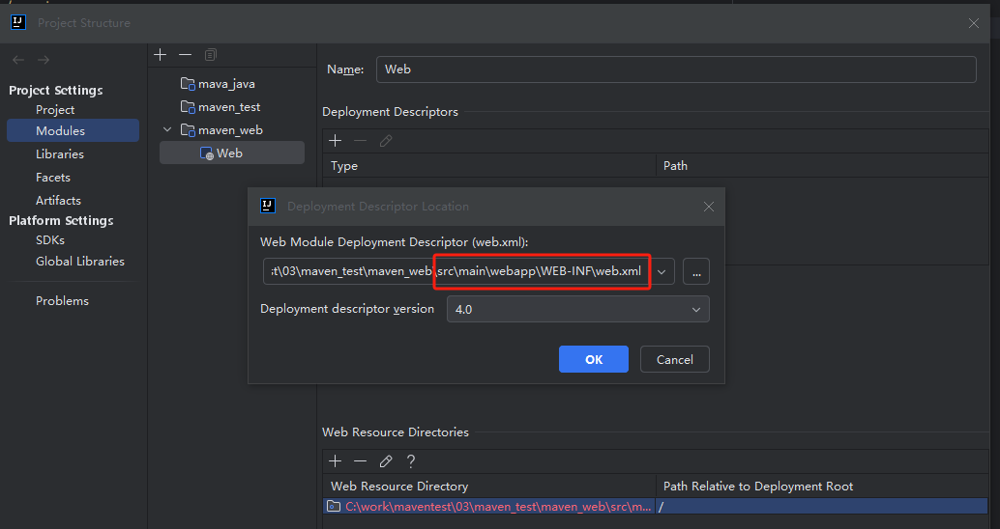 Project Structure
Project Settings
Project
Modules
Libraries
Facets
Artifacts
Platform Settings
SDKs
Global Libraries
Problems
mava_java
maven_test
maven_web
Web
Name: Web
Deployment Descriptors
Type Path
Deployment Descriptor Location
Web Module Deployment Descriptor (web.xml):
st\03\maven_test\maven_web\src\main\webapp\WEB-INF\web.xml
...
Deployment descriptor version 4.0
OK Cancel
Web Resource Directories
?
Web Resource Directory Path Relative to Deployment Root
C:\work\maventest\03\maven_test\maven_web\src\m... /